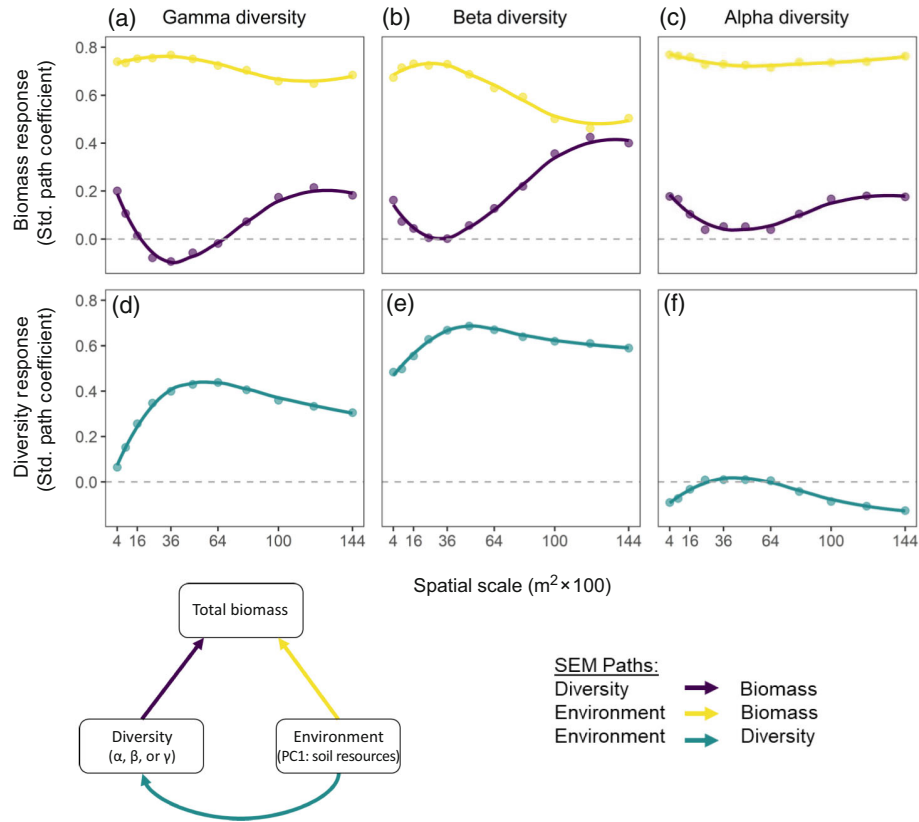 (a) Gamma diversity
(b) Beta diversity
(c) Alpha diversity
Biomass response
(Std. path coefficient)
0.8
0.6
0.4
0.2
0.0
(d)
(e)
(f)
Diversity response
(Std. path coefficient)
0.8
0.6
0.4
0.2
0.0
4 16 36 64 100 144
4 16 36 64 100 144
4 16 36 64 100 144
Spatial scale (m²×100)
Total biomass
Diversity
(α, β, or γ)
Environment
(PC1: soil resources)
SEM Paths:
Diversity Biomass
Environment Biomass
Environment Diversity